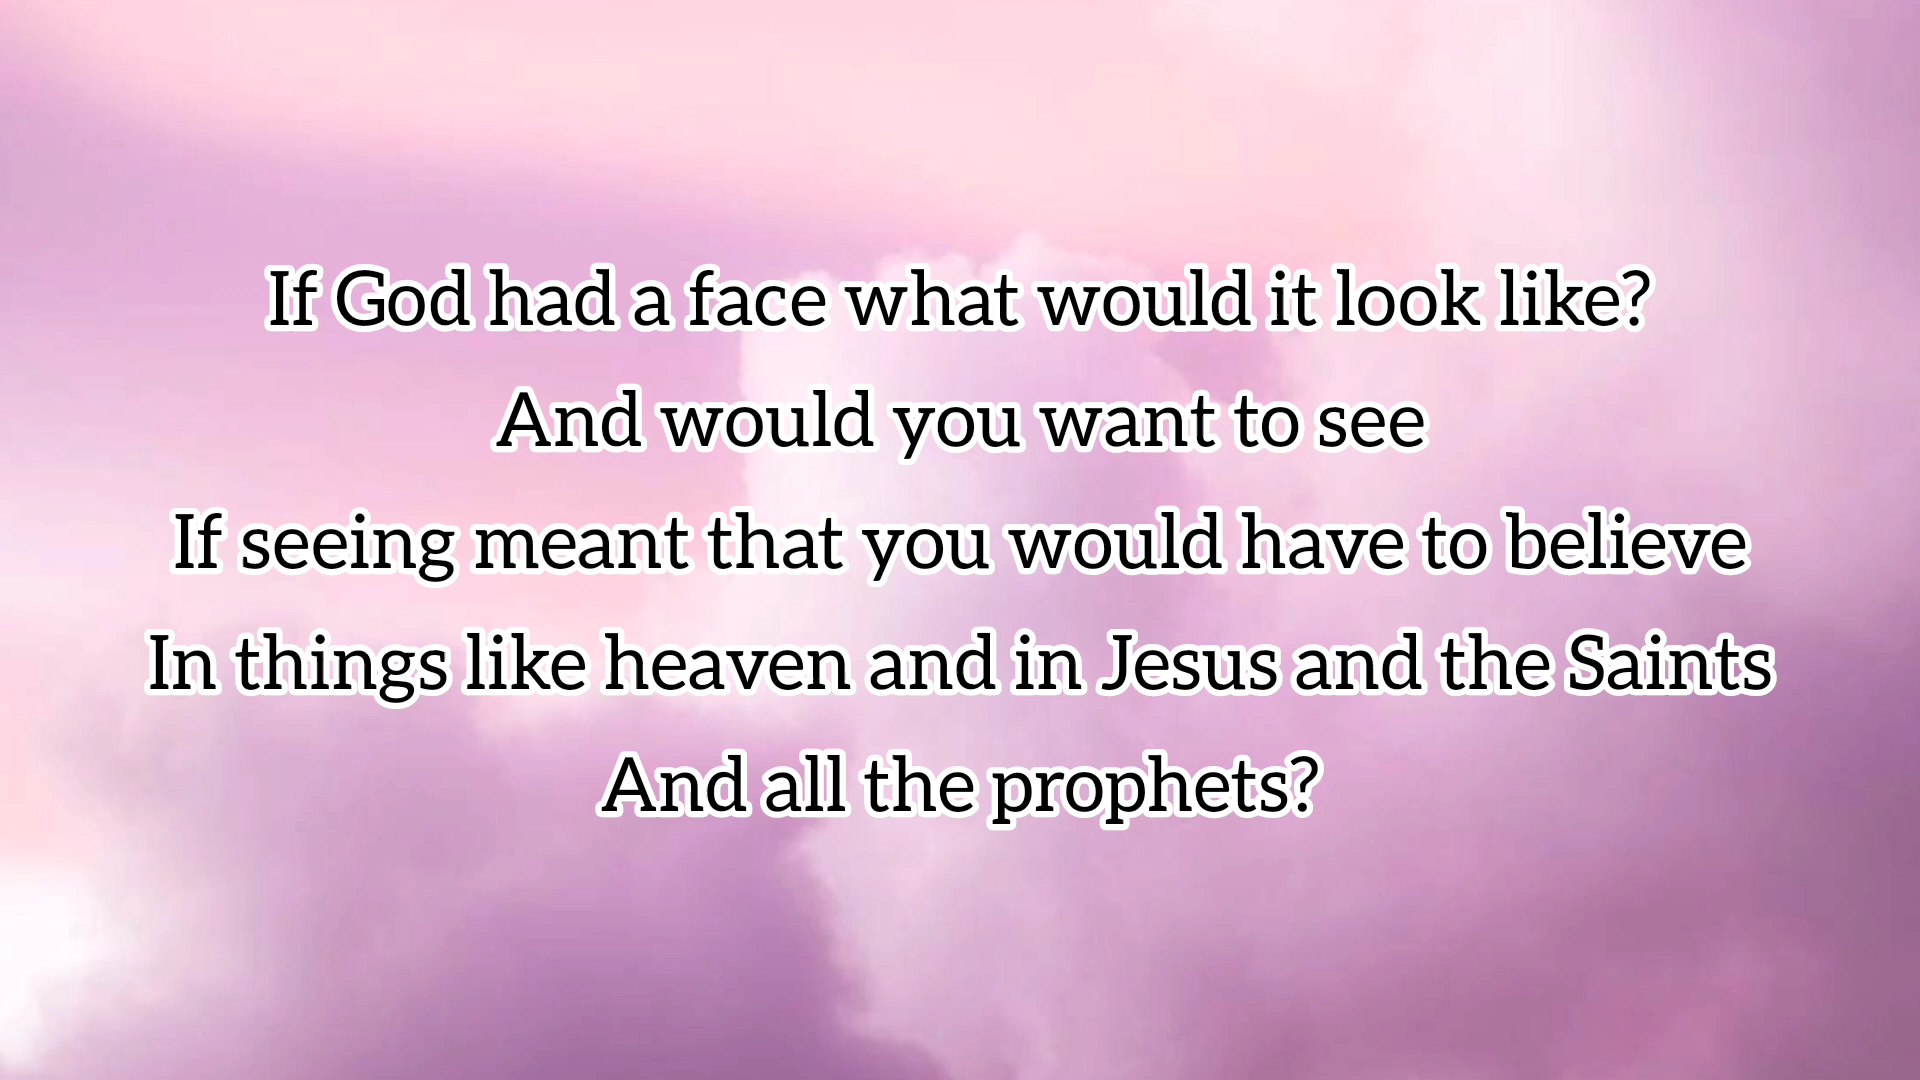 If God had a face what would it look like?
And would you want to see
If seeing meant that you would have to believe
In things like heaven and in Jesus and the Saints
And all the prophets?